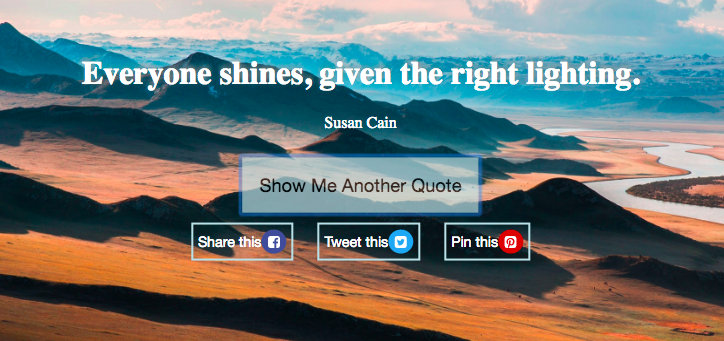 Everyone shines, given the right lighting.
Susan Cain
Show Me Another Quote
Share this Tweet this Pin this